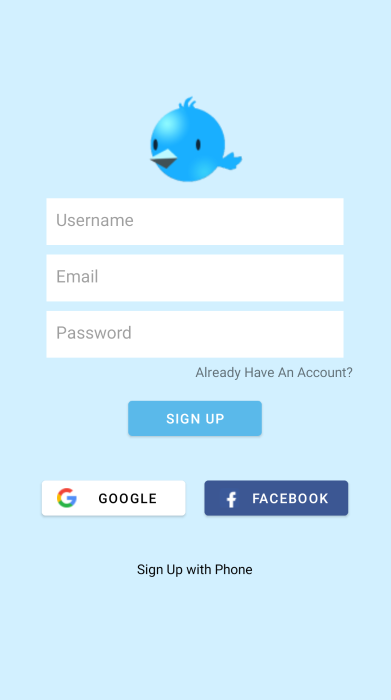 Username
Email
Password
Already Have An Account?
SIGN UP
GOOGLE
FACEBOOK
Sign Up with Phone